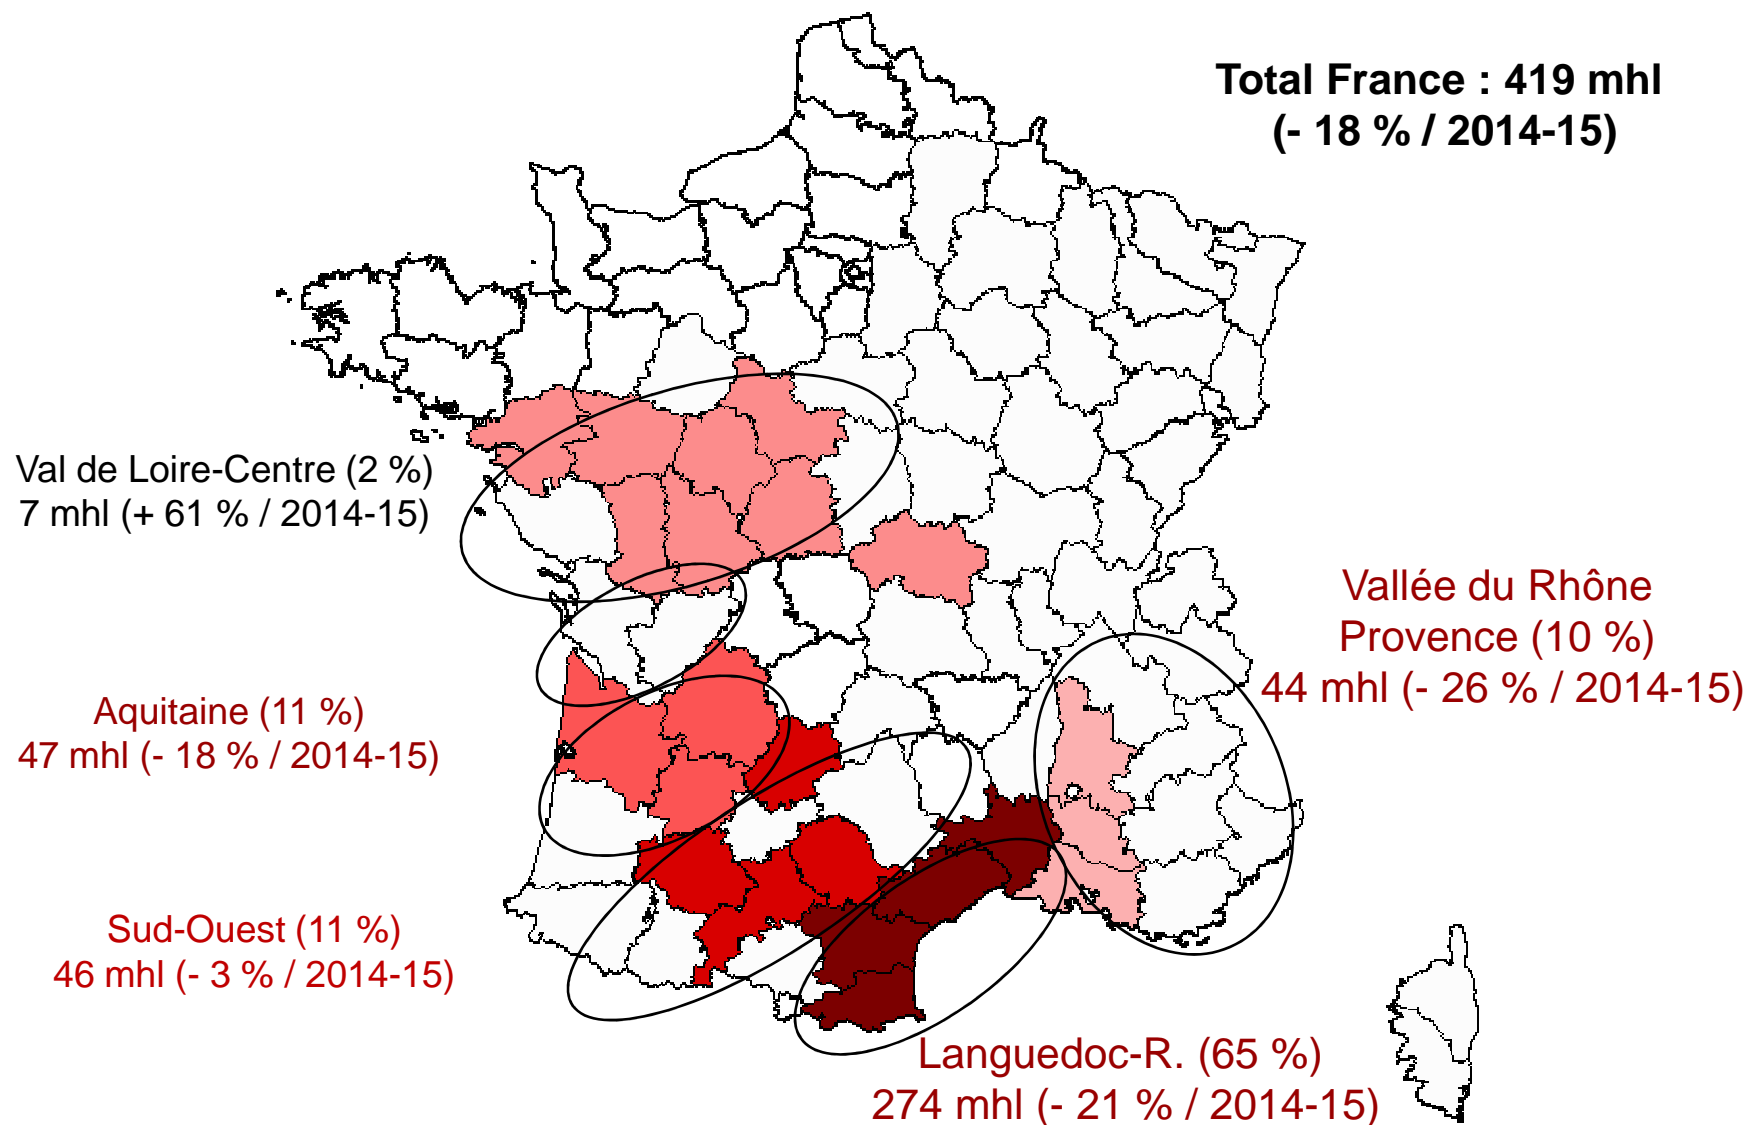 Total France : 419 mhl
(- 18 % / 2014-15)
Val de Loire-Centre (2 %)
7 mhl (+ 61 % / 2014-15)
Vallée du Rhône
Provence (10 %)
44 mhl (- 26 % / 2014-15)
Aquitaine (11 %)
47 mhl (- 18 % / 2014-15)
Sud-Ouest (11 %)
46 mhl (- 3 % / 2014-15)
Languedoc-R. (65 %)
274 mhl (- 21 % / 2014-15)